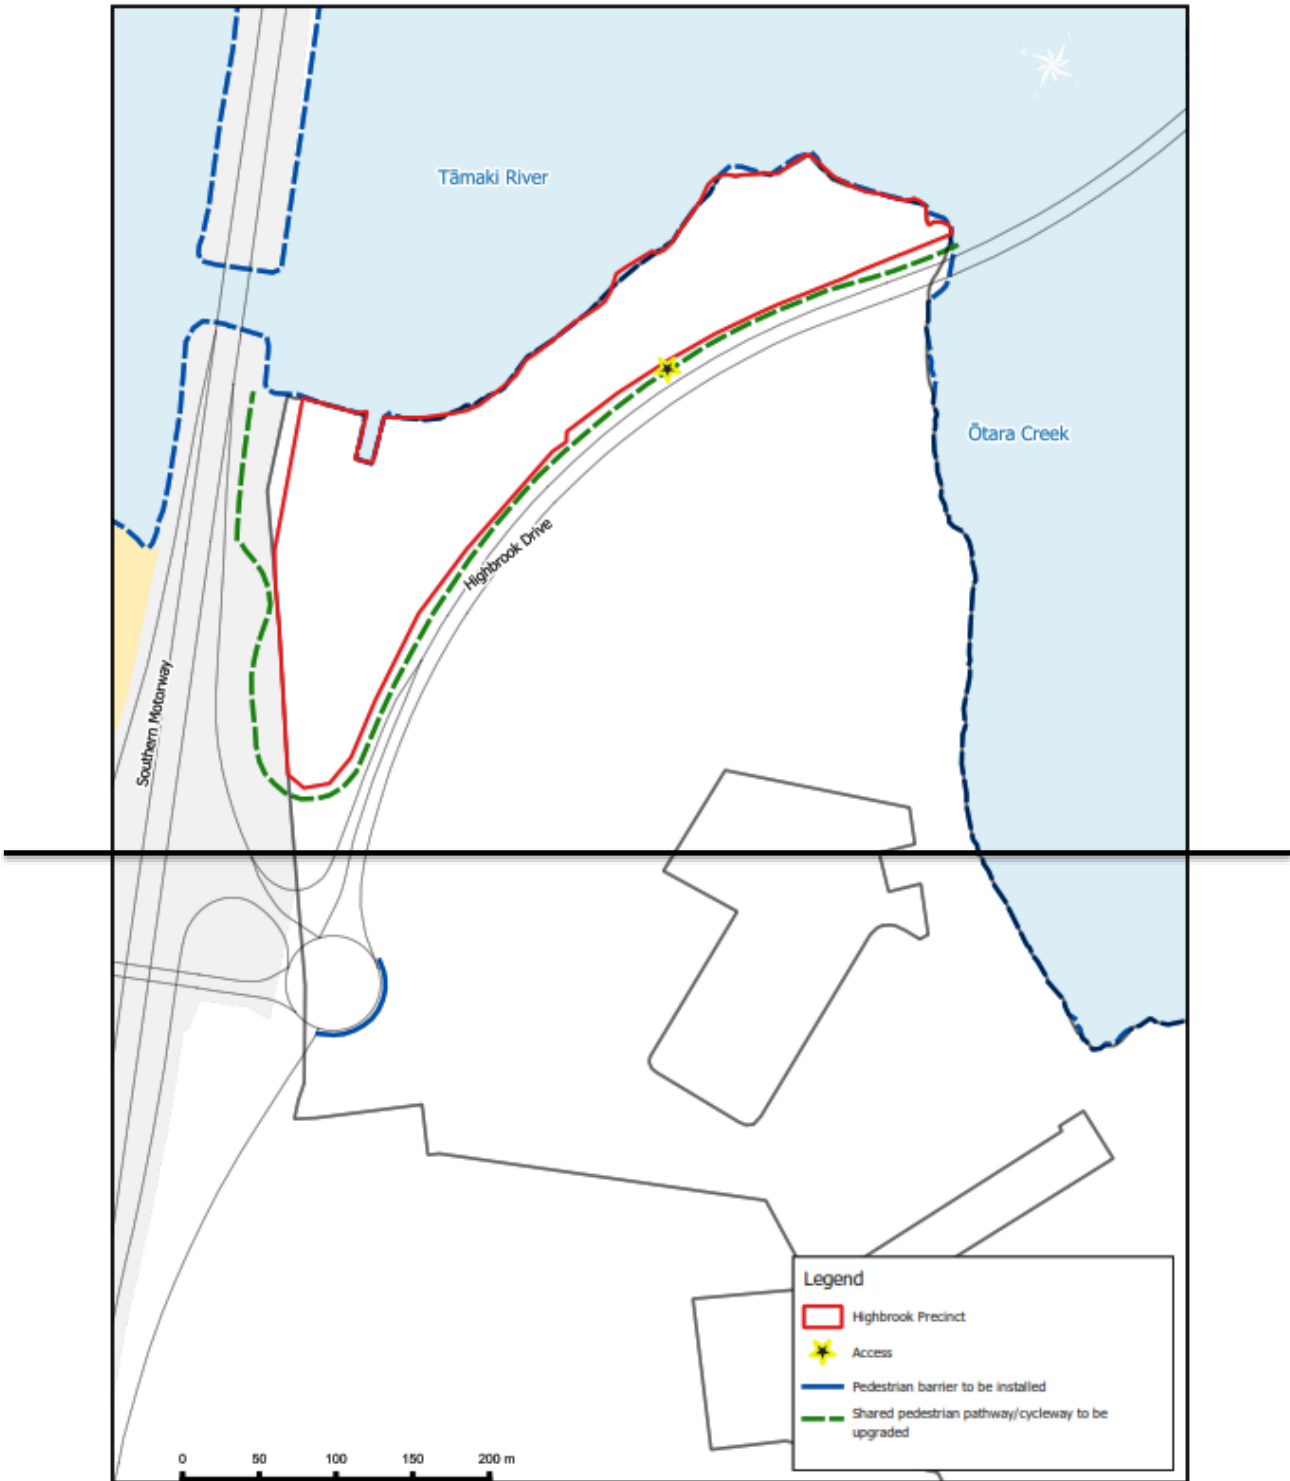 Tāmaki River
Ōtara Creek
Highbrook Drive
Southern Motorway
Legend
Highbrook Precinct
Access
Pedestrian barrier to be installed
Shared pedestrian pathway/cycleway to be
upgraded
0 50 100 150 200 m